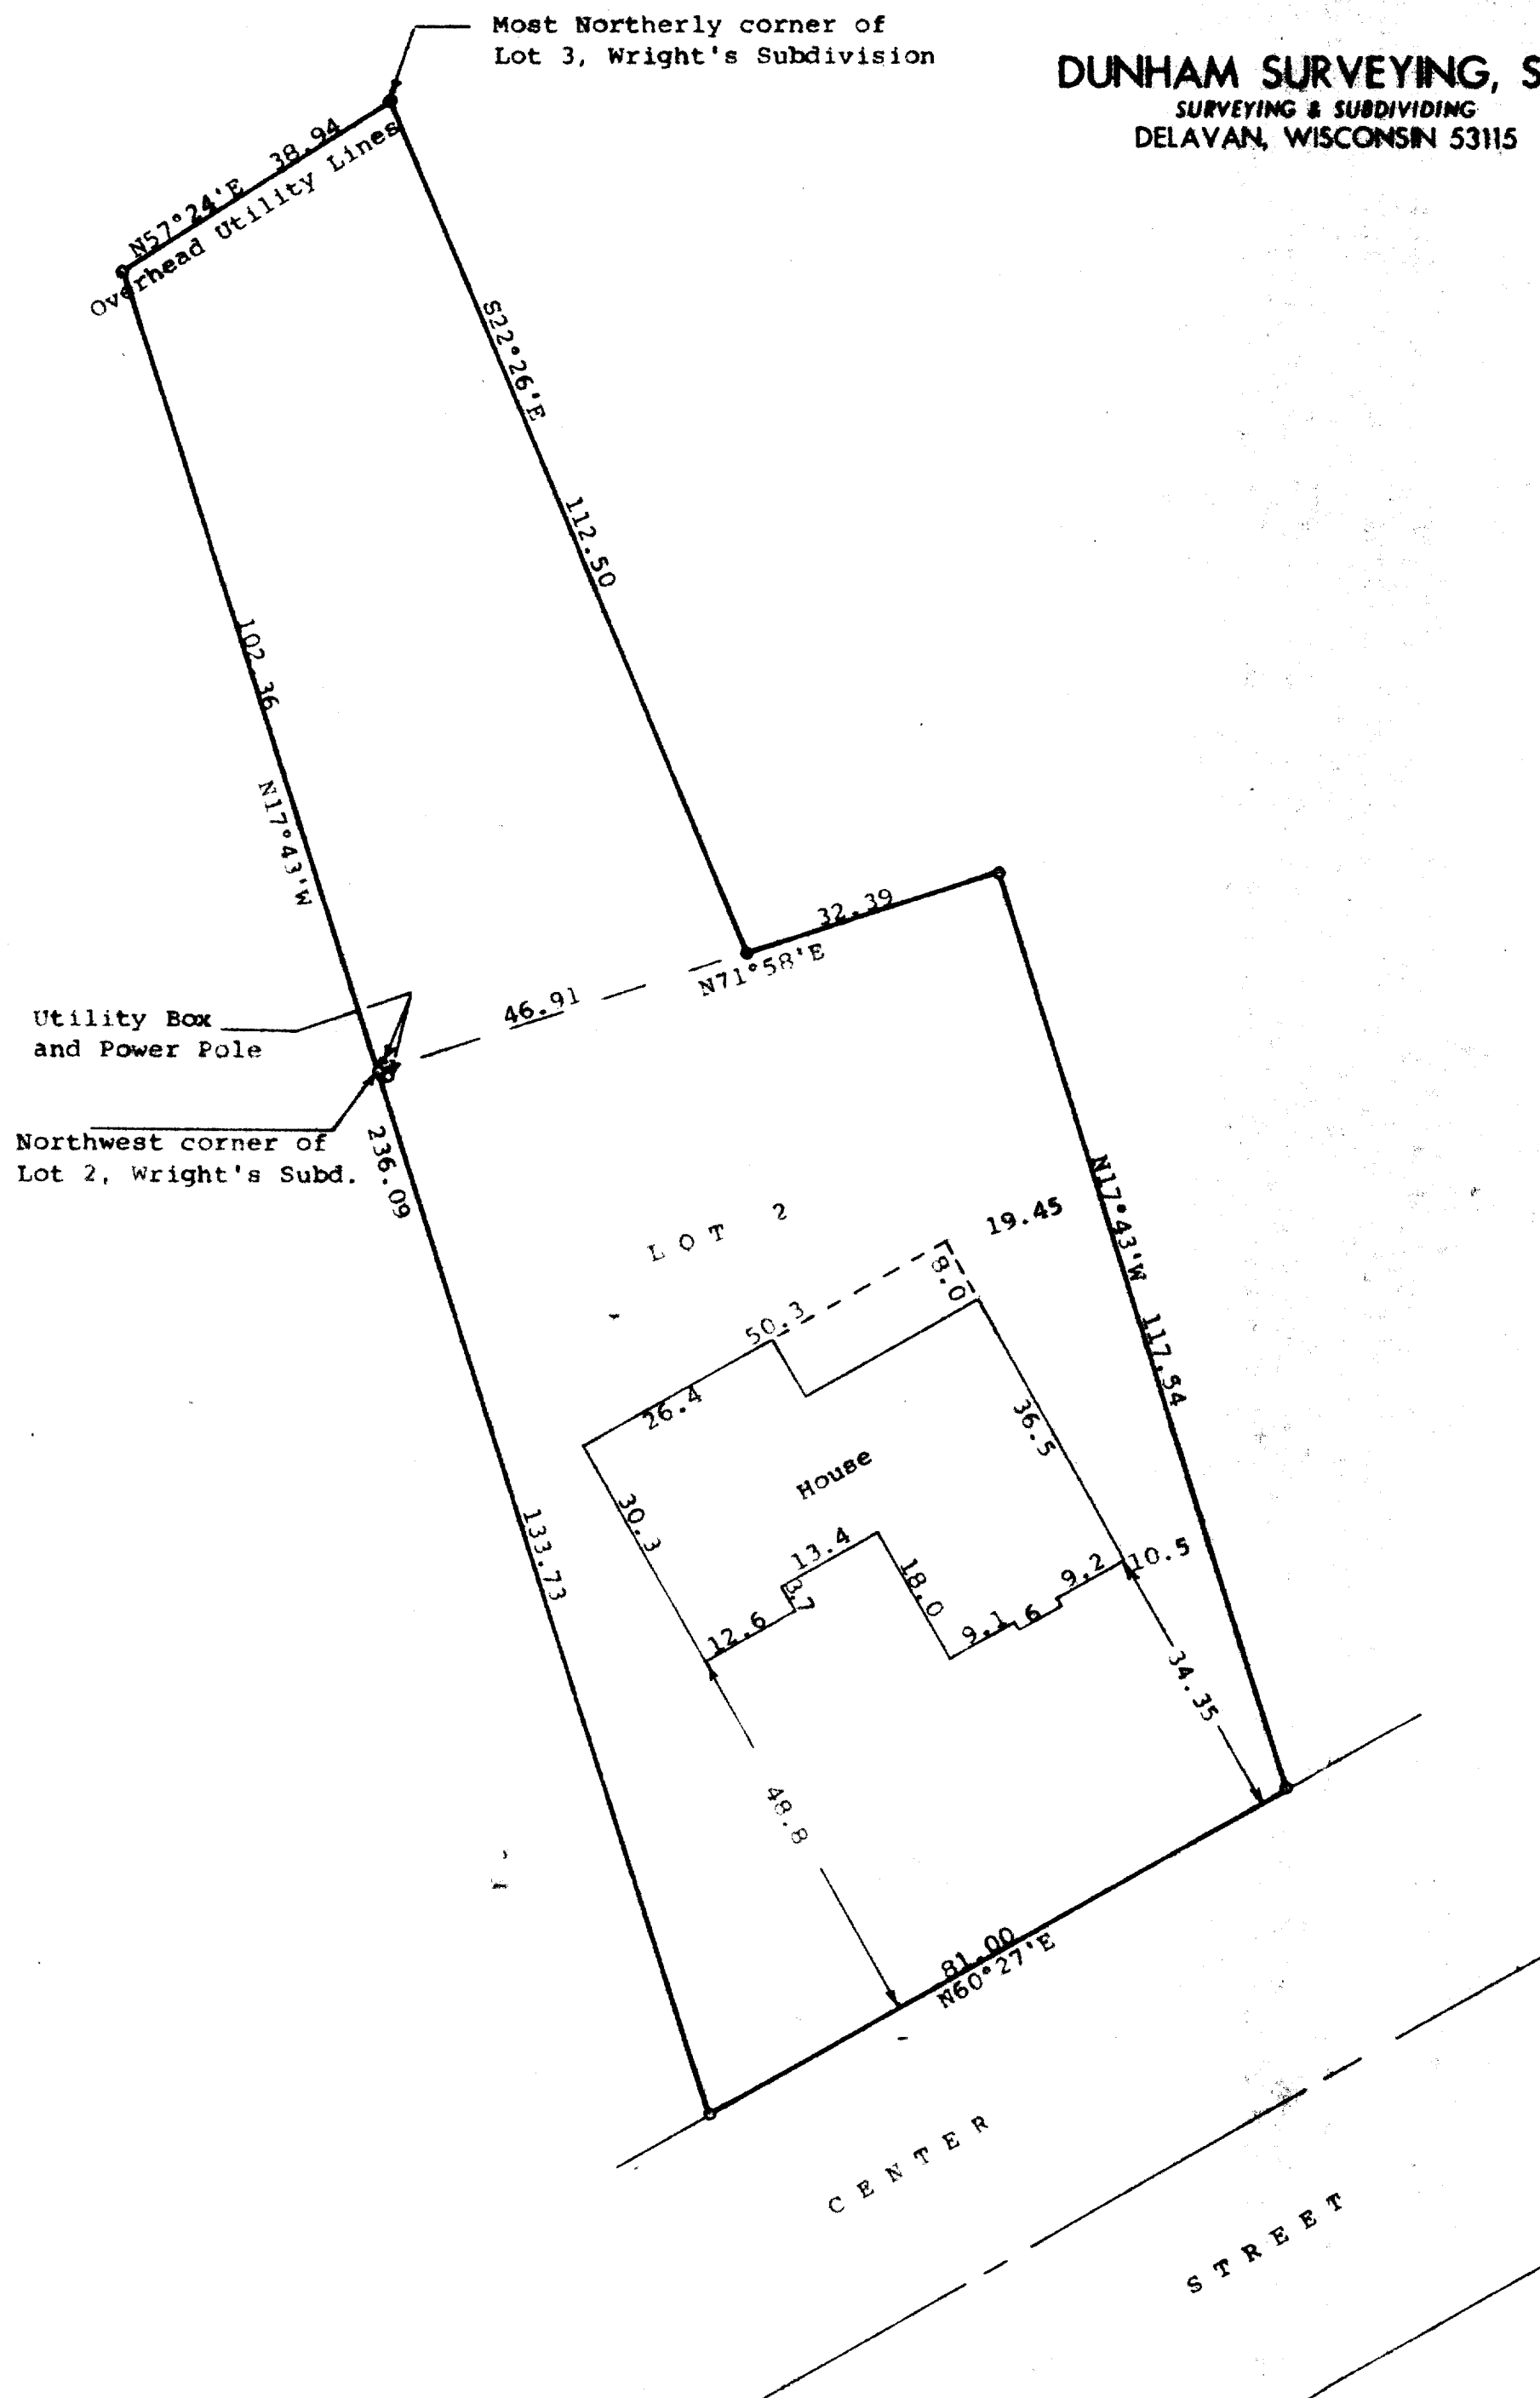 Most Northerly corner of
Lot 3, Wright's Subdivision
DUNHAM SURVEYING, S
SURVEYING & SUBDIVIDING
DELAVAN, WISCONSIN 53115
N57°24'E 38.94
Overhead Utility Lines
S22°26'E
112.50
102.36
N17°43'W
32.39
N71°58'E
46.91
Utility Box
and Power Pole
Northwest corner of
Lot 2, Wright's Subd.
236.09
LOT 2
19.45
N17°43'W 117.54
8.0
50.3
26.4
36.5
House
30.3
13.4
3.7
12.6
18.0
9.1
6
9.2
10.5
34.35
133.73
48.8
81.00
N60°27'E
CENTER
STREET